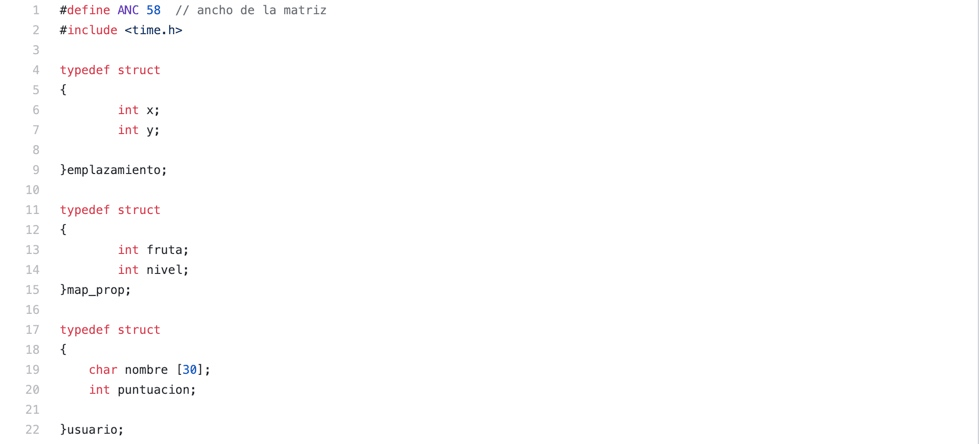 1 #define ANC 58 // ancho de la matriz
2 #include <time.h>
3
4 typedef struct
5 {
6 int x;
7 int y;
8
9 }emplazamiento;
10
11 typedef struct
12 {
13 int fruta;
14 int nivel;
15 }map_prop;
16
17 typedef struct
18 {
19 char nombre [30];
20 int puntuacion;
21
22 }usuario;